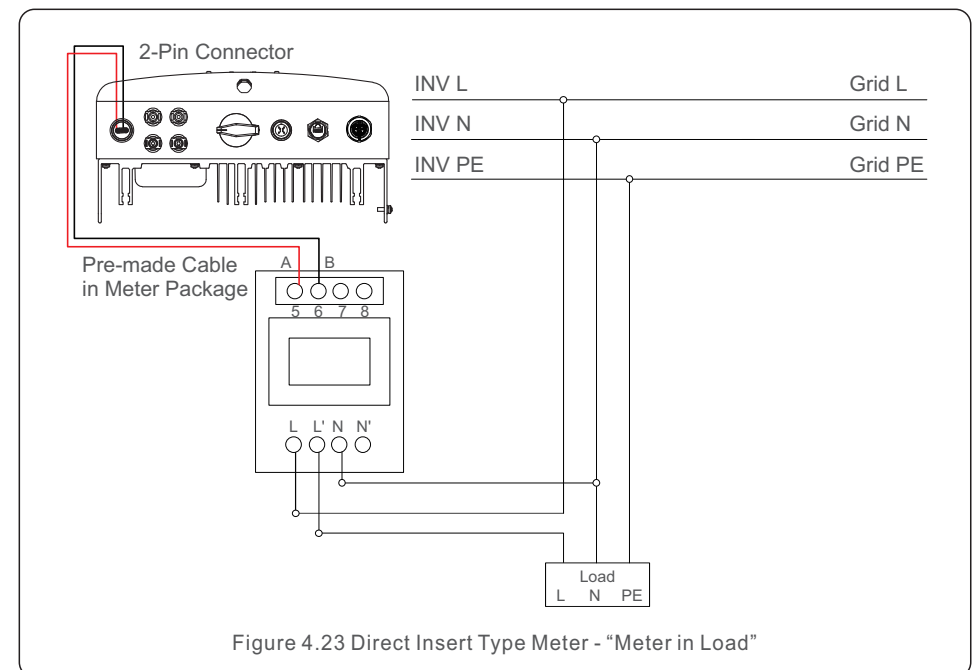 2-Pin Connector
INV L Grid L
INV N Grid N
INV PE Grid PE
Pre-made Cable
in Meter Package
A B
5 6 7 8
L L' N N'
Load
L N PE
Figure 4.23 Direct Insert Type Meter - “Meter in Load”